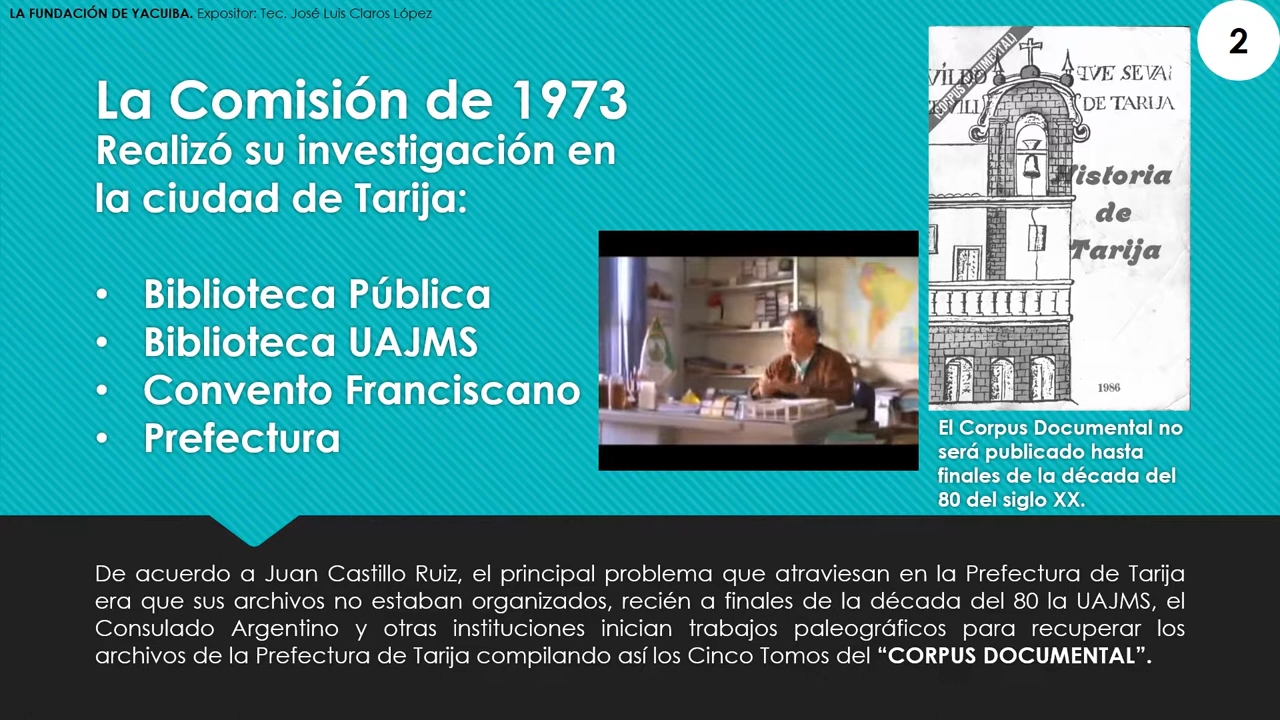 LA FUNDACIÓN DE YACUIBA. Expositor: Tec. José Luis Claros López
2
La Comisión de 1973
Realizó su investigación en
la ciudad de Tarija:
• Biblioteca Pública
• Biblioteca UAJMS
• Convento Franciscano
• Prefectura
(CORPUS DOCUMENTAL)
DE TARIJA
Historia
de
Tarija
1986
El Corpus Documental no
será publicado hasta
finales de la década del
80 del siglo XX.
De acuerdo a Juan Castillo Ruiz, el principal problema que atraviesan en la Prefectura de Tarija
era que sus archivos no estaban organizados, recién a finales de la década del 80 la UAJMS, el
Consulado Argentino y otras instituciones inician trabajos paleográficos para recuperar los
archivos de la Prefectura de Tarija compilando así los Cinco Tomos del “CORPUS DOCUMENTAL”.